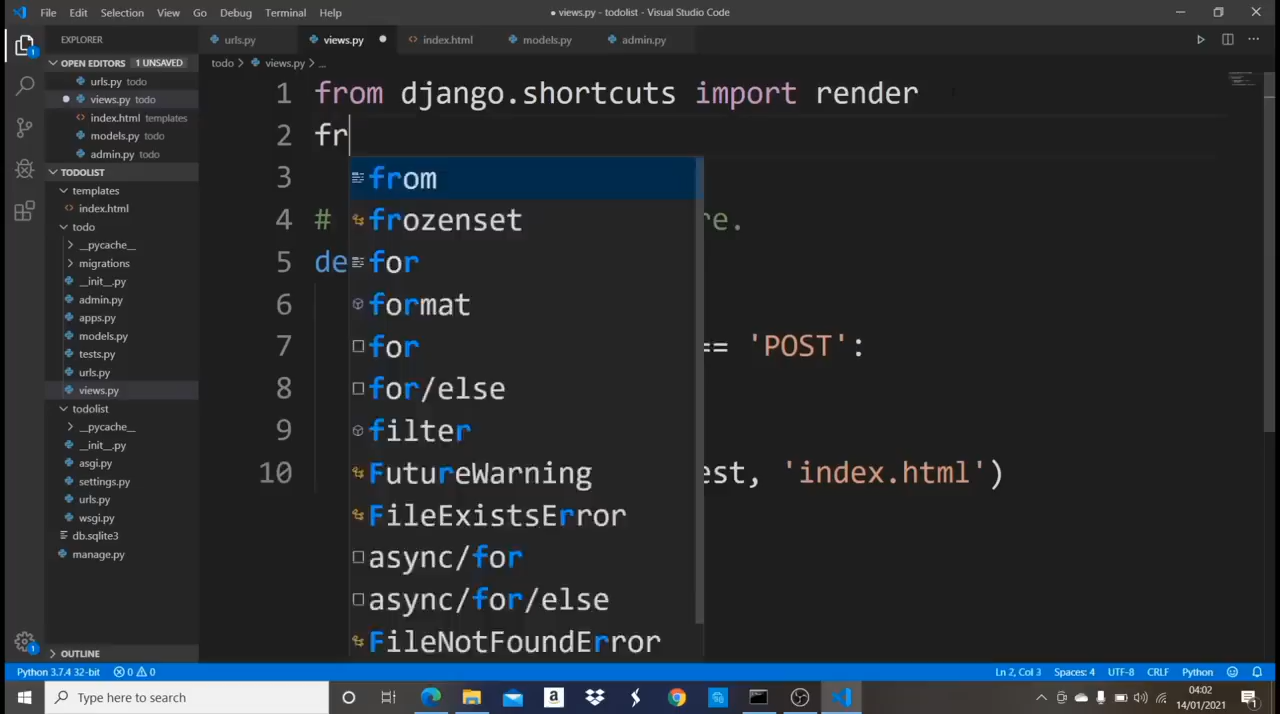 File Edit Selection View Go Debug Terminal Help
● views.py - todolist - Visual Studio Code
EXPLORER
urls.py views.py index.html models.py admin.py
OPEN EDITORS 1 UNSAVED
urls.py todo
views.py todo
index.html templates
models.py todo
admin.py todo
TODOLIST
templates
index.html
todo
__pycache__
migrations
__init__.py
admin.py
apps.py
models.py
tests.py
urls.py
views.py
todolist
__pycache__
__init__.py
asgi.py
settings.py
urls.py
wsgi.py
db.sqlite3
manage.py
OUTLINE
todo > views.py > ...
1 from django.shortcuts import render
2 fr
3
4 # re.
5 de
6
7 == 'POST':
8
9
10 est, 'index.html')
from
frozenset
for
format
for
for/else
filter
FutureWarning
FileExistsError
async/for
async/for/else
FileNotFoundError
1
1
Python 3.7.4 32-bit 0 0 Ln 2, Col 3 Spaces: 4 UTF-8 CRLF Python
Type here to search
a
04:02
14/01/2021
1